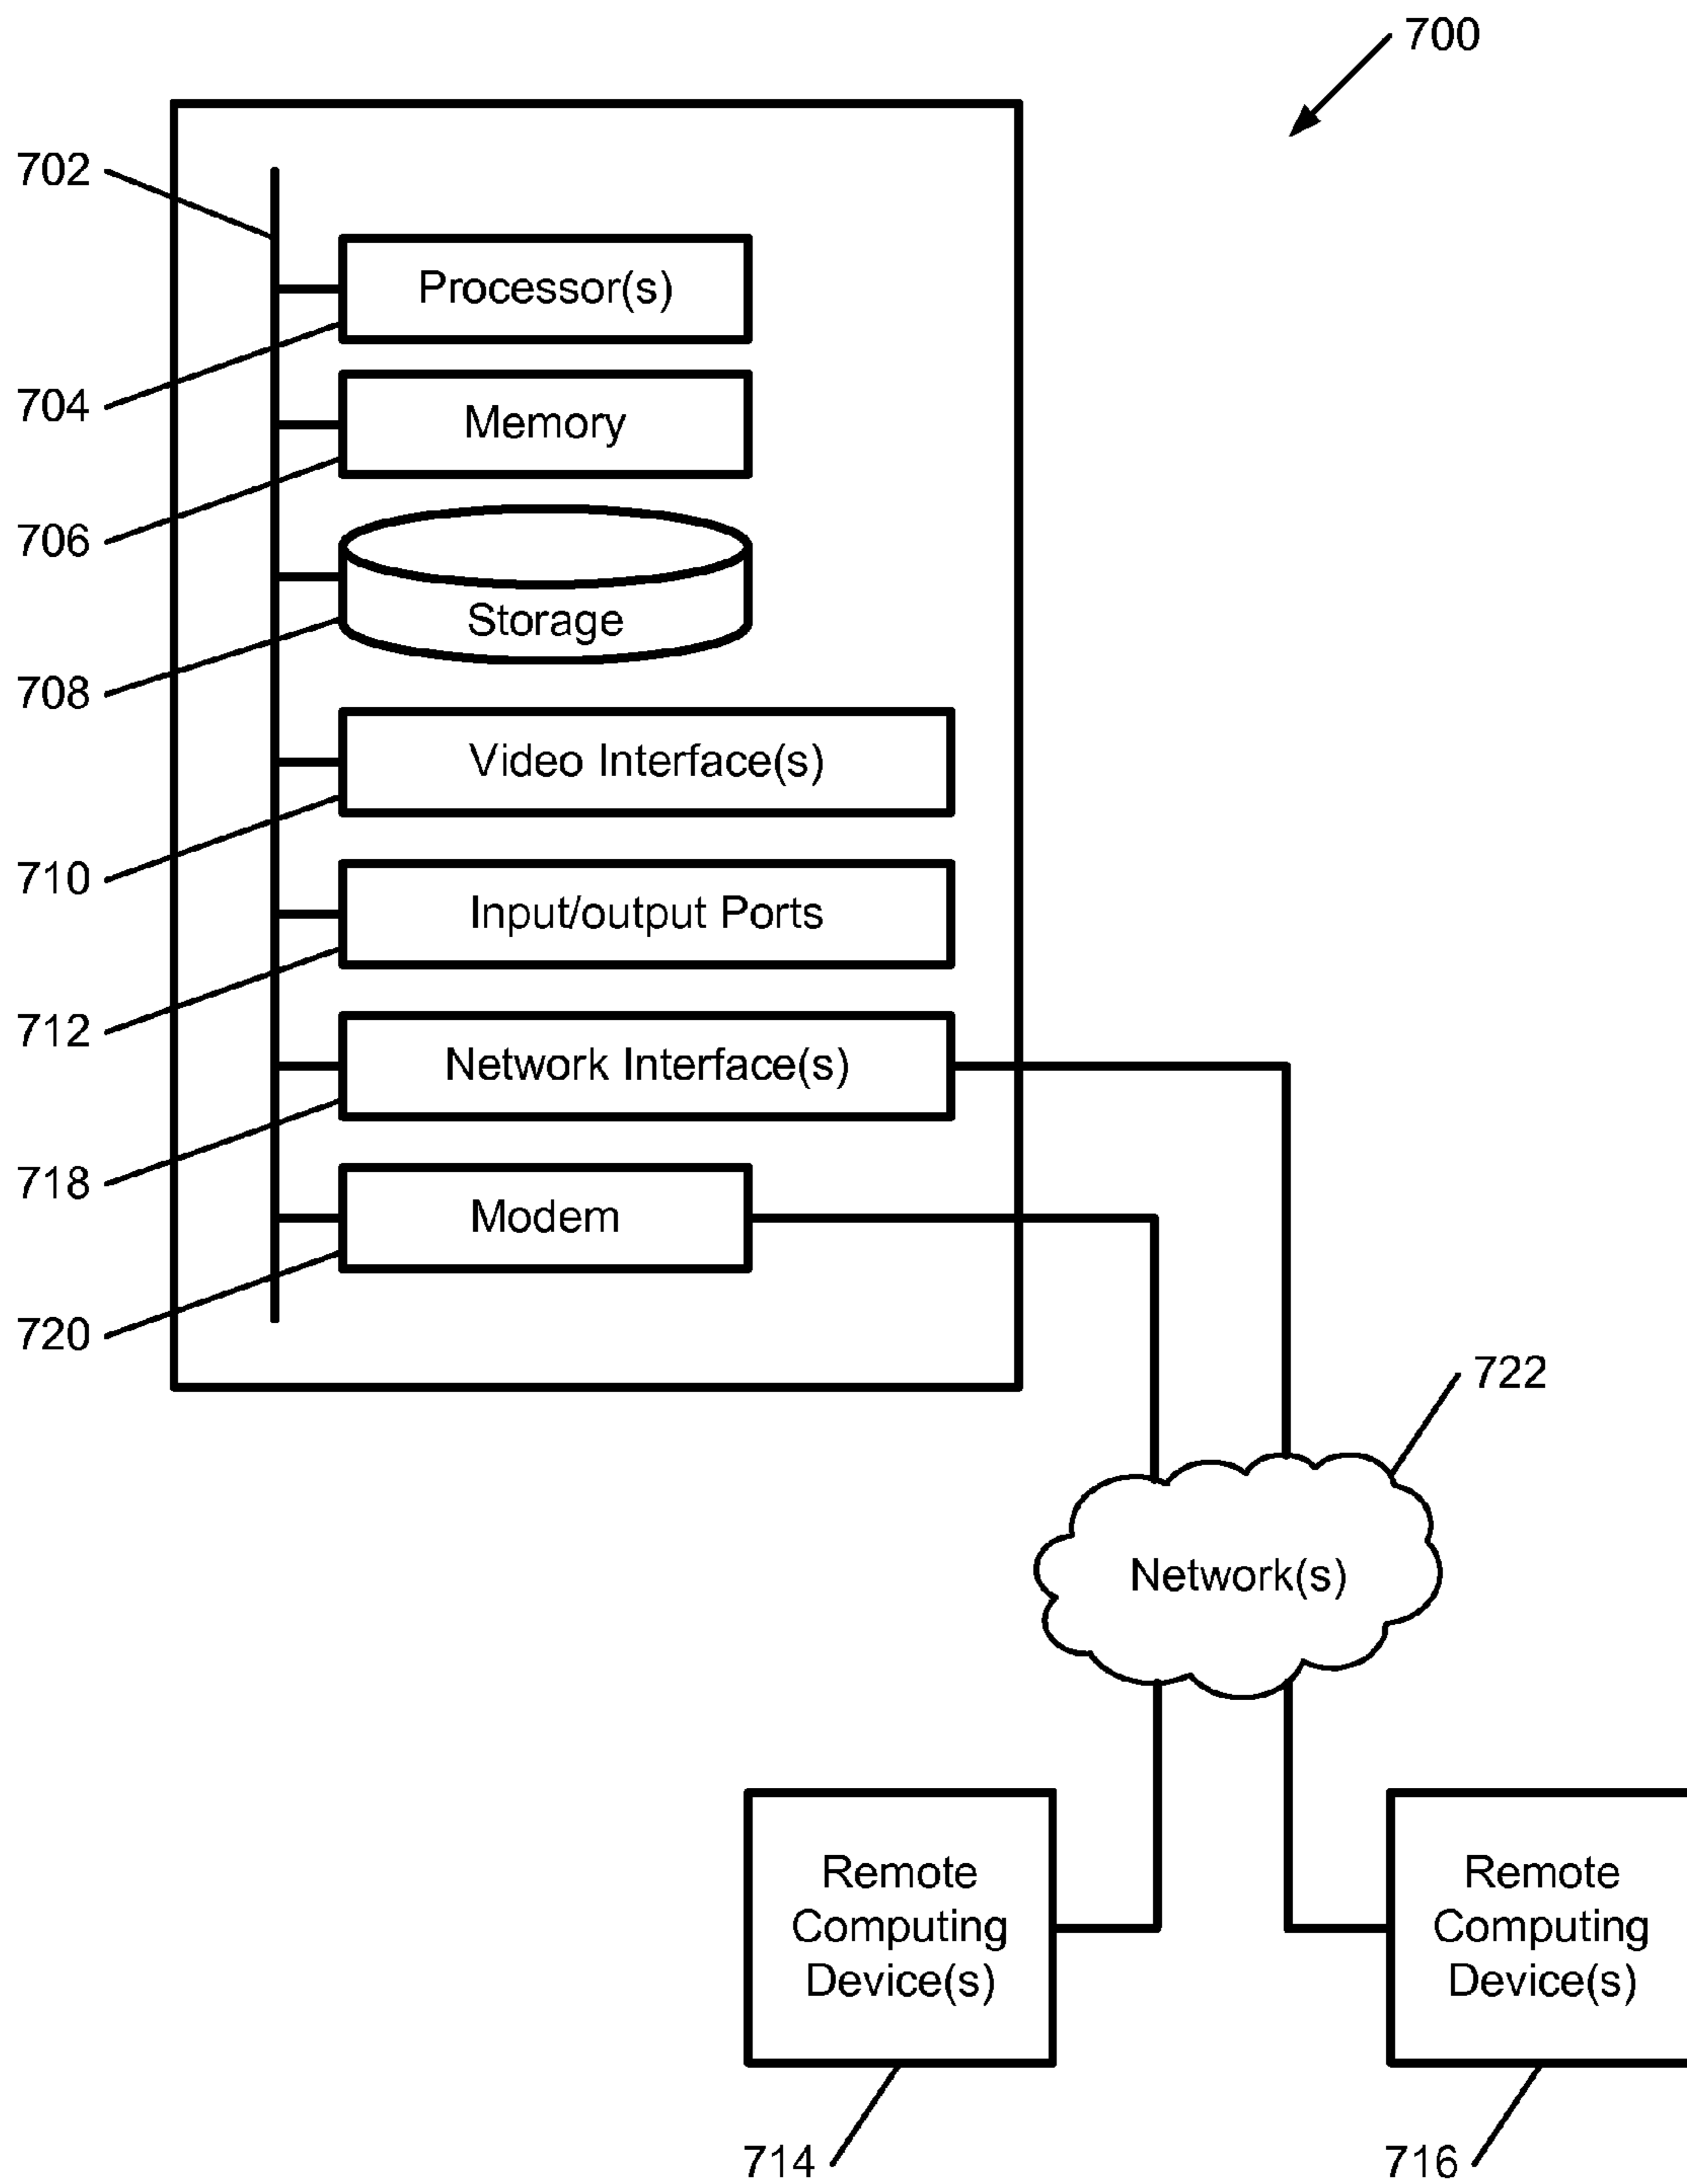 700
702
Processor(s)
704
Memory
706
Storage
708
Video Interface(s)
710
Input/output Ports
712
Network Interface(s)
718
Modem
720
722
Network(s)
Remote
Computing
Device(s)
714
Remote
Computing
Device(s)
716